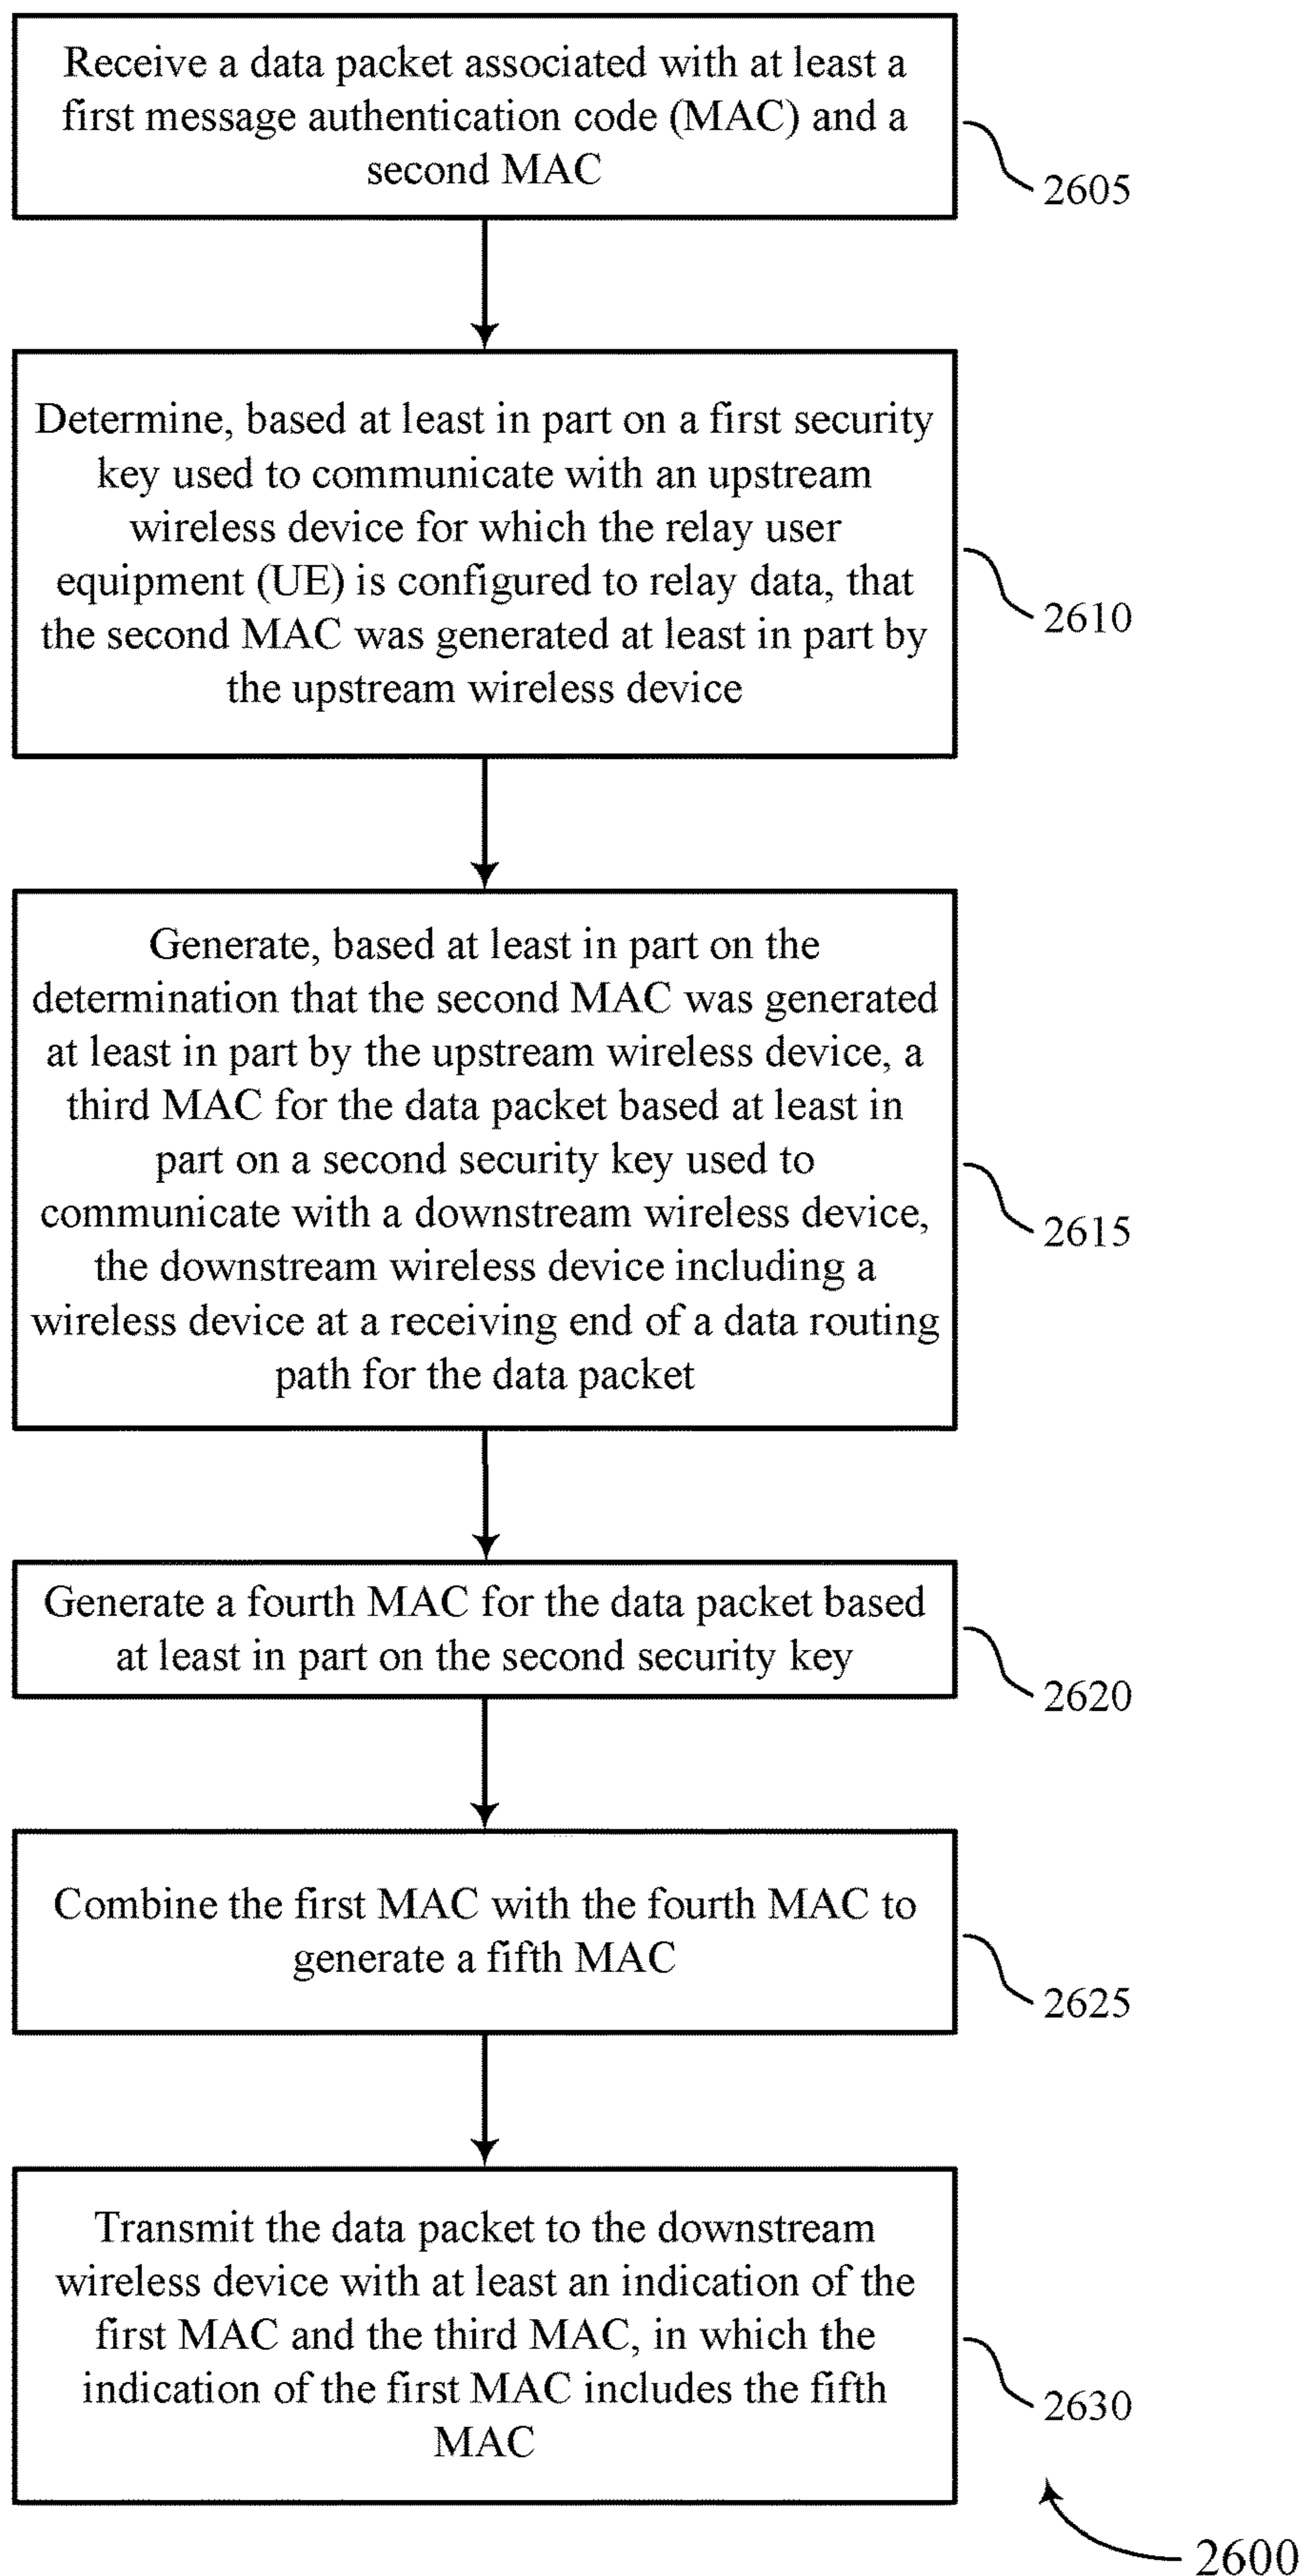 Receive a data packet associated with at least a
first message authentication code (MAC) and a
second MAC
2605
Determine, based at least in part on a first security
key used to communicate with an upstream
wireless device for which the relay user
equipment (UE) is configured to relay data, that
the second MAC was generated at least in part by
the upstream wireless device
2610
Generate, based at least in part on the
determination that the second MAC was generated
at least in part by the upstream wireless device, a
third MAC for the data packet based at least in
part on a second security key used to
communicate with a downstream wireless device,
the downstream wireless device including a
wireless device at a receiving end of a data routing
path for the data packet
2615
Generate a fourth MAC for the data packet based
at least in part on the second security key
2620
Combine the first MAC with the fourth MAC to
generate a fifth MAC
2625
Transmit the data packet to the downstream
wireless device with at least an indication of the
first MAC and the third MAC, in which the
indication of the first MAC includes the fifth
MAC
2630
2600